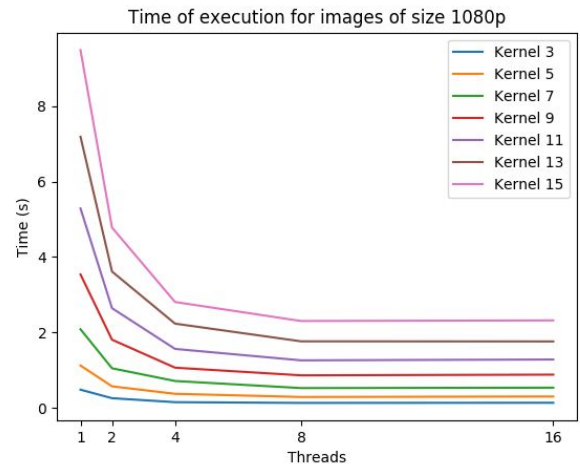 Time of execution for images of size 1080p
Kernel 3
Kernel 5
Kernel 7
Kernel 9
Kernel 11
Kernel 13
Kernel 15
Time (s)
8
6
4
2
0
1 2 4 8 16
Threads